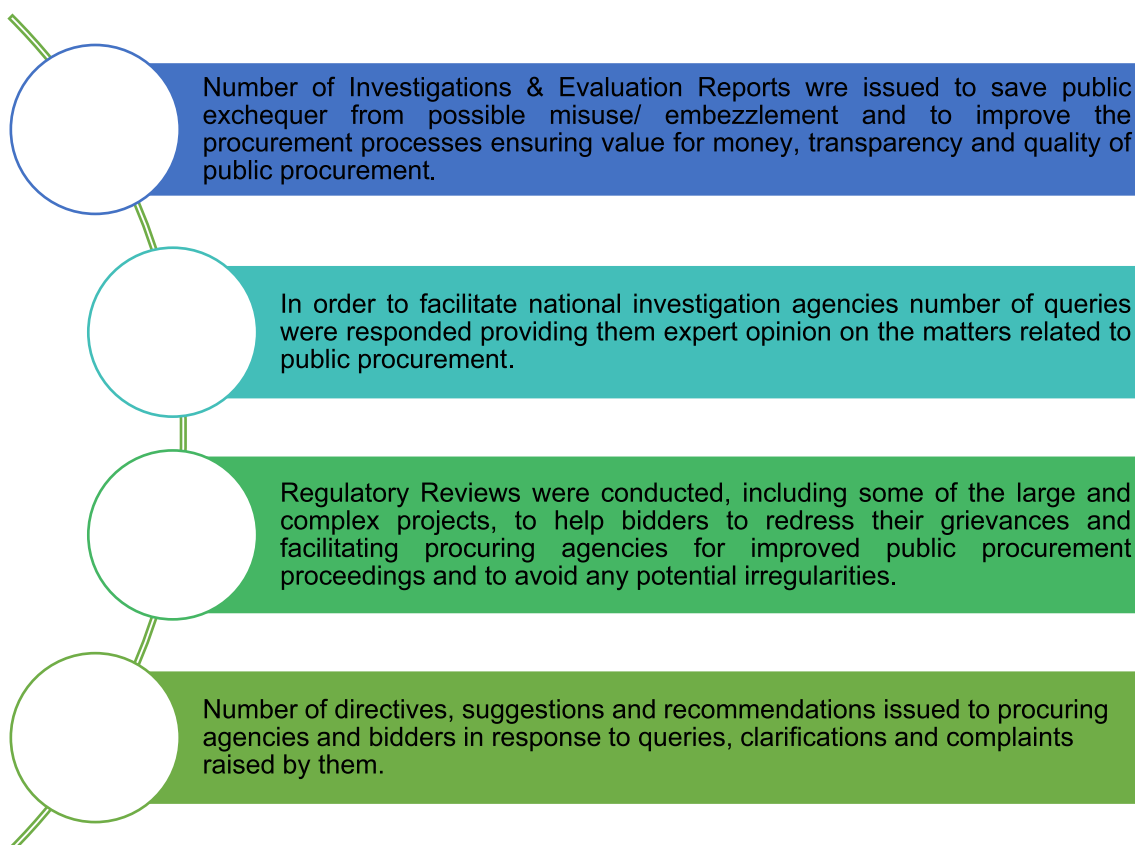 Number of Investigations & Evaluation Reports wre issued to save public
exchequer from possible misuse/ embezzlement and to improve the
procurement processes ensuring value for money, transparency and quality of
public procurement.
In order to facilitate national investigation agencies number of queries
were responded providing them expert opinion on the matters related to
public procurement.
Regulatory Reviews were conducted, including some of the large and
complex projects, to help bidders to redress their grievances and
facilitating procuring agencies for improved public procurement
proceedings and to avoid any potential irregularities.
Number of directives, suggestions and recommendations issued to procuring
agencies and bidders in response to queries, clarifications and complaints
raised by them.